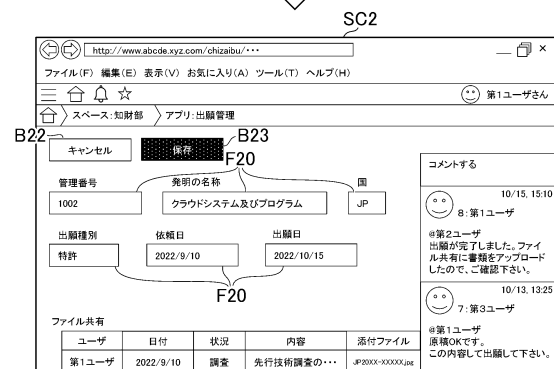 SC2
http://www.abcde.xyz.com/chizaibu/･･･
ファイル(F) 編集(E) 表示(V) お気に入り(A) ツール(T) ヘルプ(H)
第1ユーザさん
スペース:知財部 アプリ:出願管理
B22
キャンセル
保存
B23
F20
管理番号 発明の名称 国
1002 クラウドシステム及びプログラム JP
出願種別 依頼日 出願日
特許 2022/9/10 2022/10/15
F20
ファイル共有
ユーザ 日付 状況 内容 添付ファイル
第1ユーザ 2022/9/10 調査 先行技術調査の･･･ JP20XX-XXXXX.jpg
コメントする
10/15, 15:10
8:第1ユーザ
@第2ユーザ
出願が完了しました。ファイ
ル共有に書類をアップロード
したので、ご確認下さい。
10/13, 13:25
7:第3ユーザ
@第1ユーザ
原稿OKです。
この内容して出願して下さい。